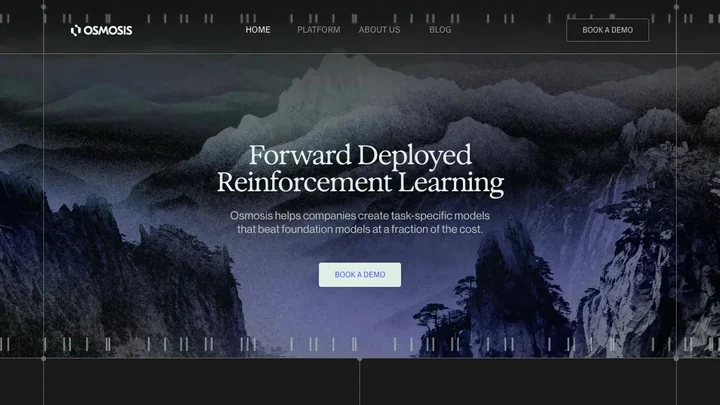 OSMOSIS
HOME
PLATFORM
ABOUT US
BLOG
BOOK A DEMO
Forward Deployed
Reinforcement Learning
Osmosis helps companies create task-specific models
that beat foundation models at a fraction of the cost.
BOOK A DEMO